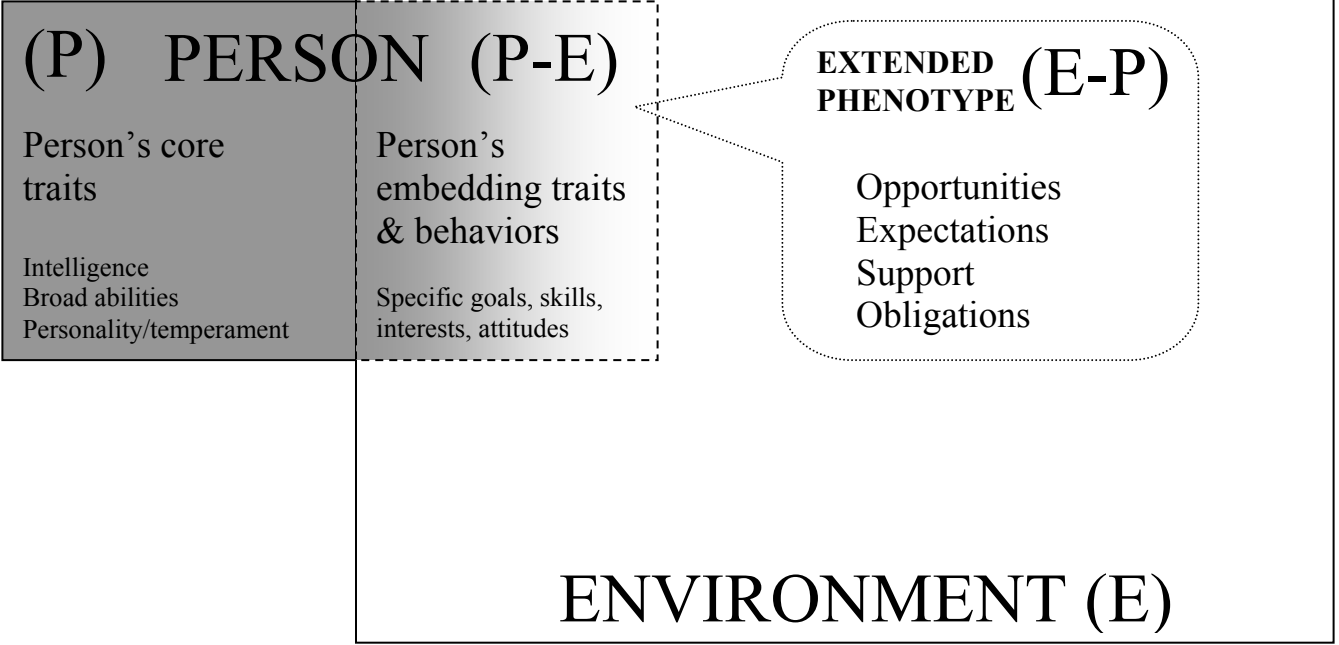 (P) PERSON (P-E)
Person’s core
traits
Intelligence
Broad abilities
Personality/temperament
Person’s
embedding traits
& behaviors
Specific goals, skills,
interests, attitudes
EXTENDED
PHENOTYPE (E-P)
Opportunities
Expectations
Support
Obligations
ENVIRONMENT (E)